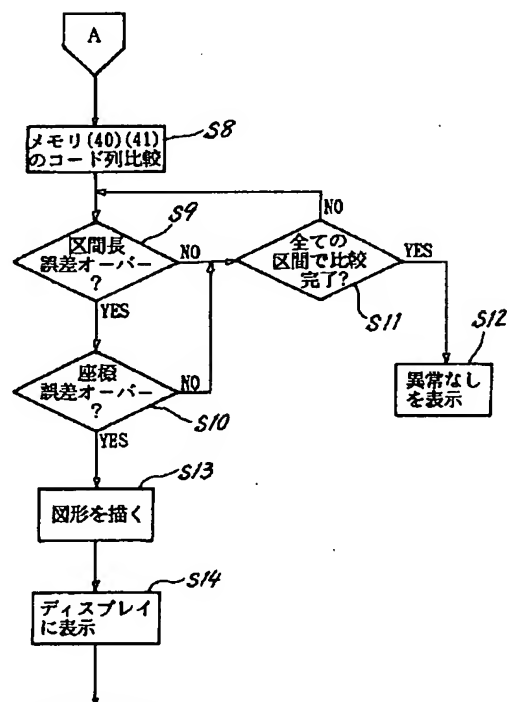 A
メモリ(40)(41)
のコード列比較
S8
NO
区間長
誤差オーバー
?
S9
NO
YES
全ての
区間で比較
完了?
YES
S11
S12
異常なし
を表示
座標
誤差オーバー
?
NO
S10
YES
S13
図形を描く
S14
ディスプレイ
に表示